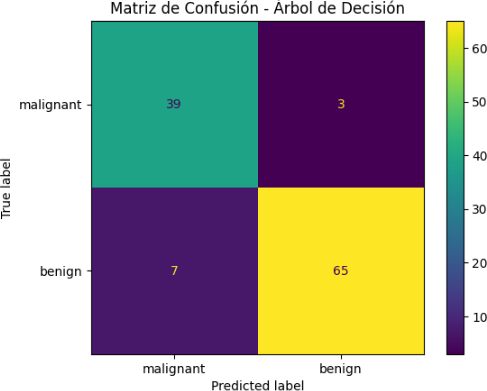 Matriz de Confusión - Árbol de Decisión
True label
malignant
39
3
benign
7
65
malignant
benign
Predicted label
60
50
40
30
20
10